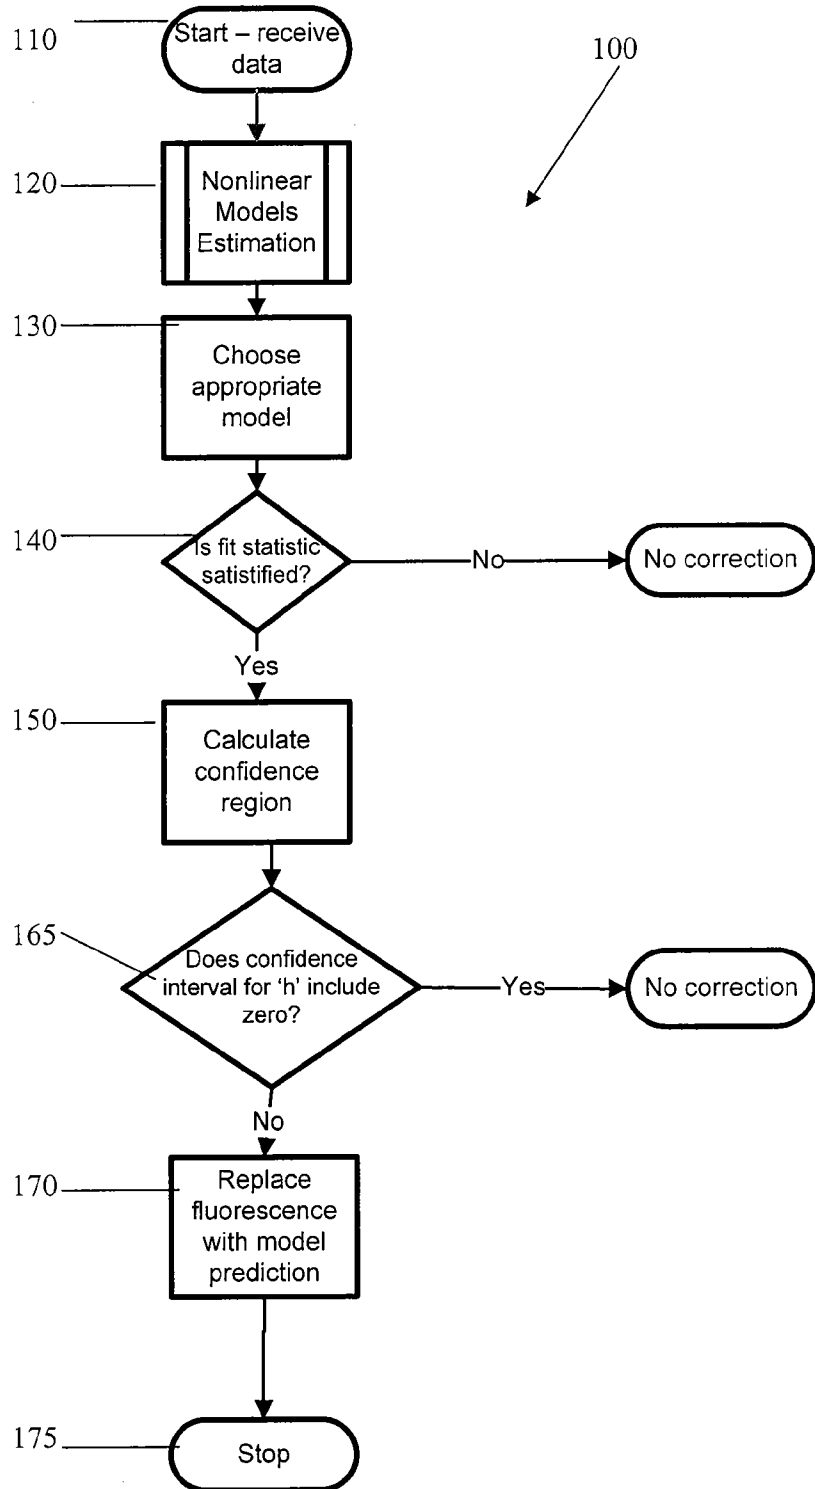 110
Start – receive
data
100
120
Nonlinear
Models
Estimation
130
Choose
appropriate
model
140
Is fit statistic
satistified?
No
No correction
Yes
150
Calculate
confidence
region
165
Does confidence
interval for 'h' include
zero?
Yes
No correction
No
170
Replace
fluorescence
with model
prediction
175
Stop